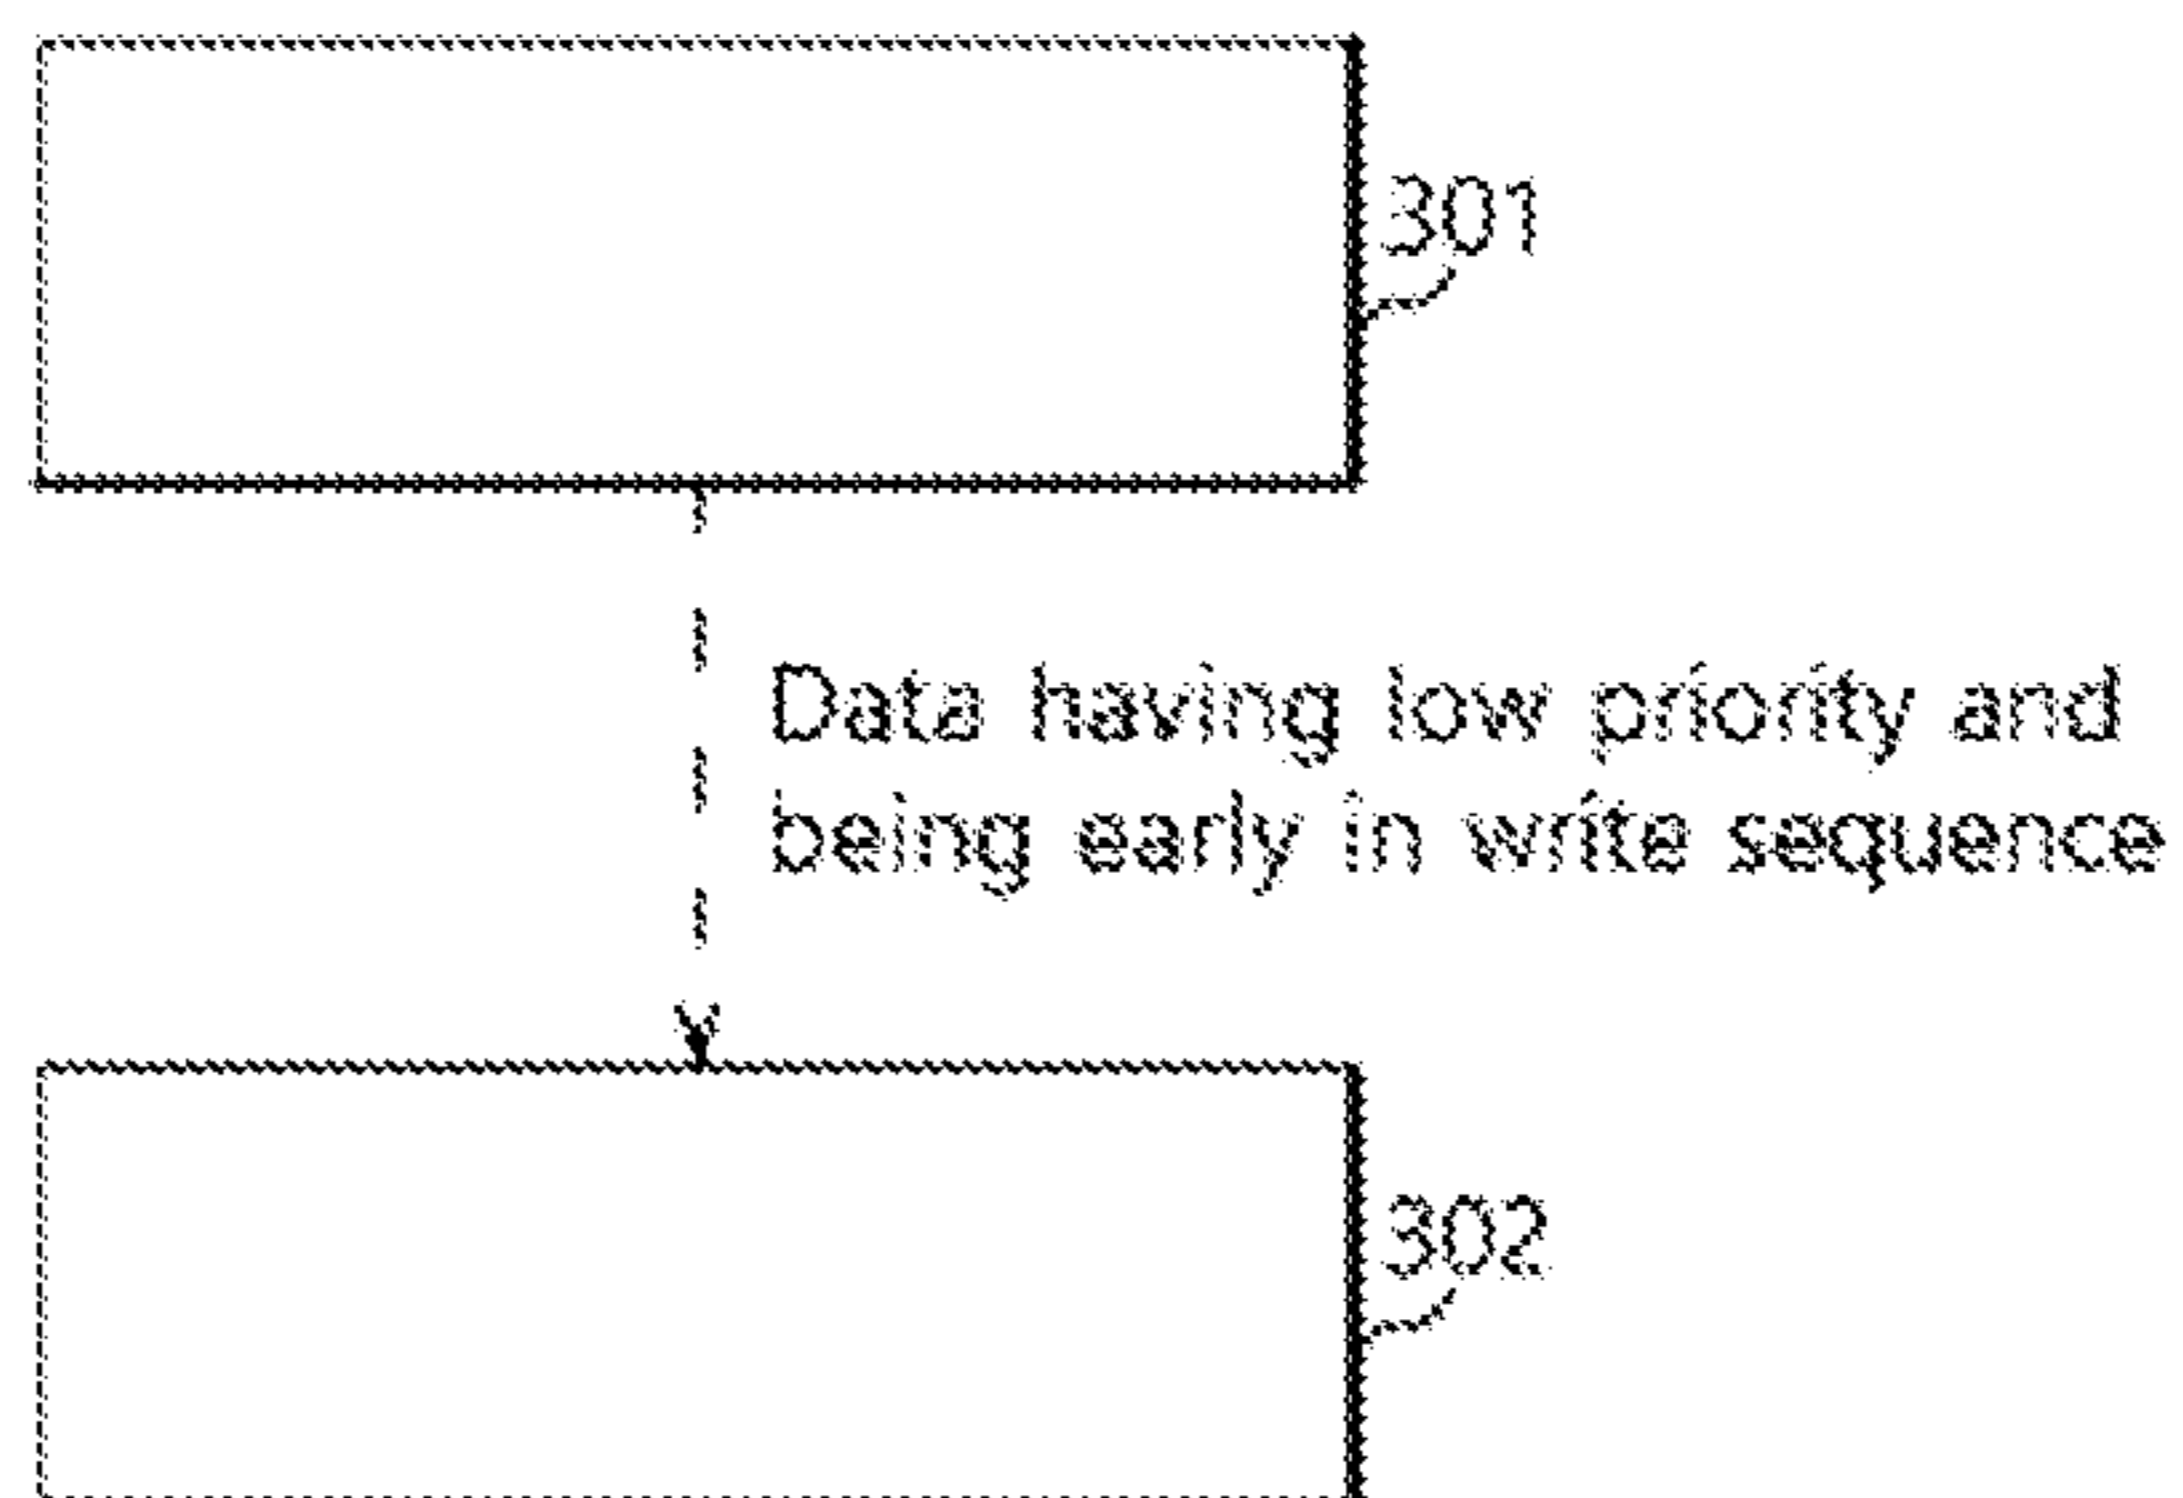 301
Data having low priority and
being early in write sequence
302